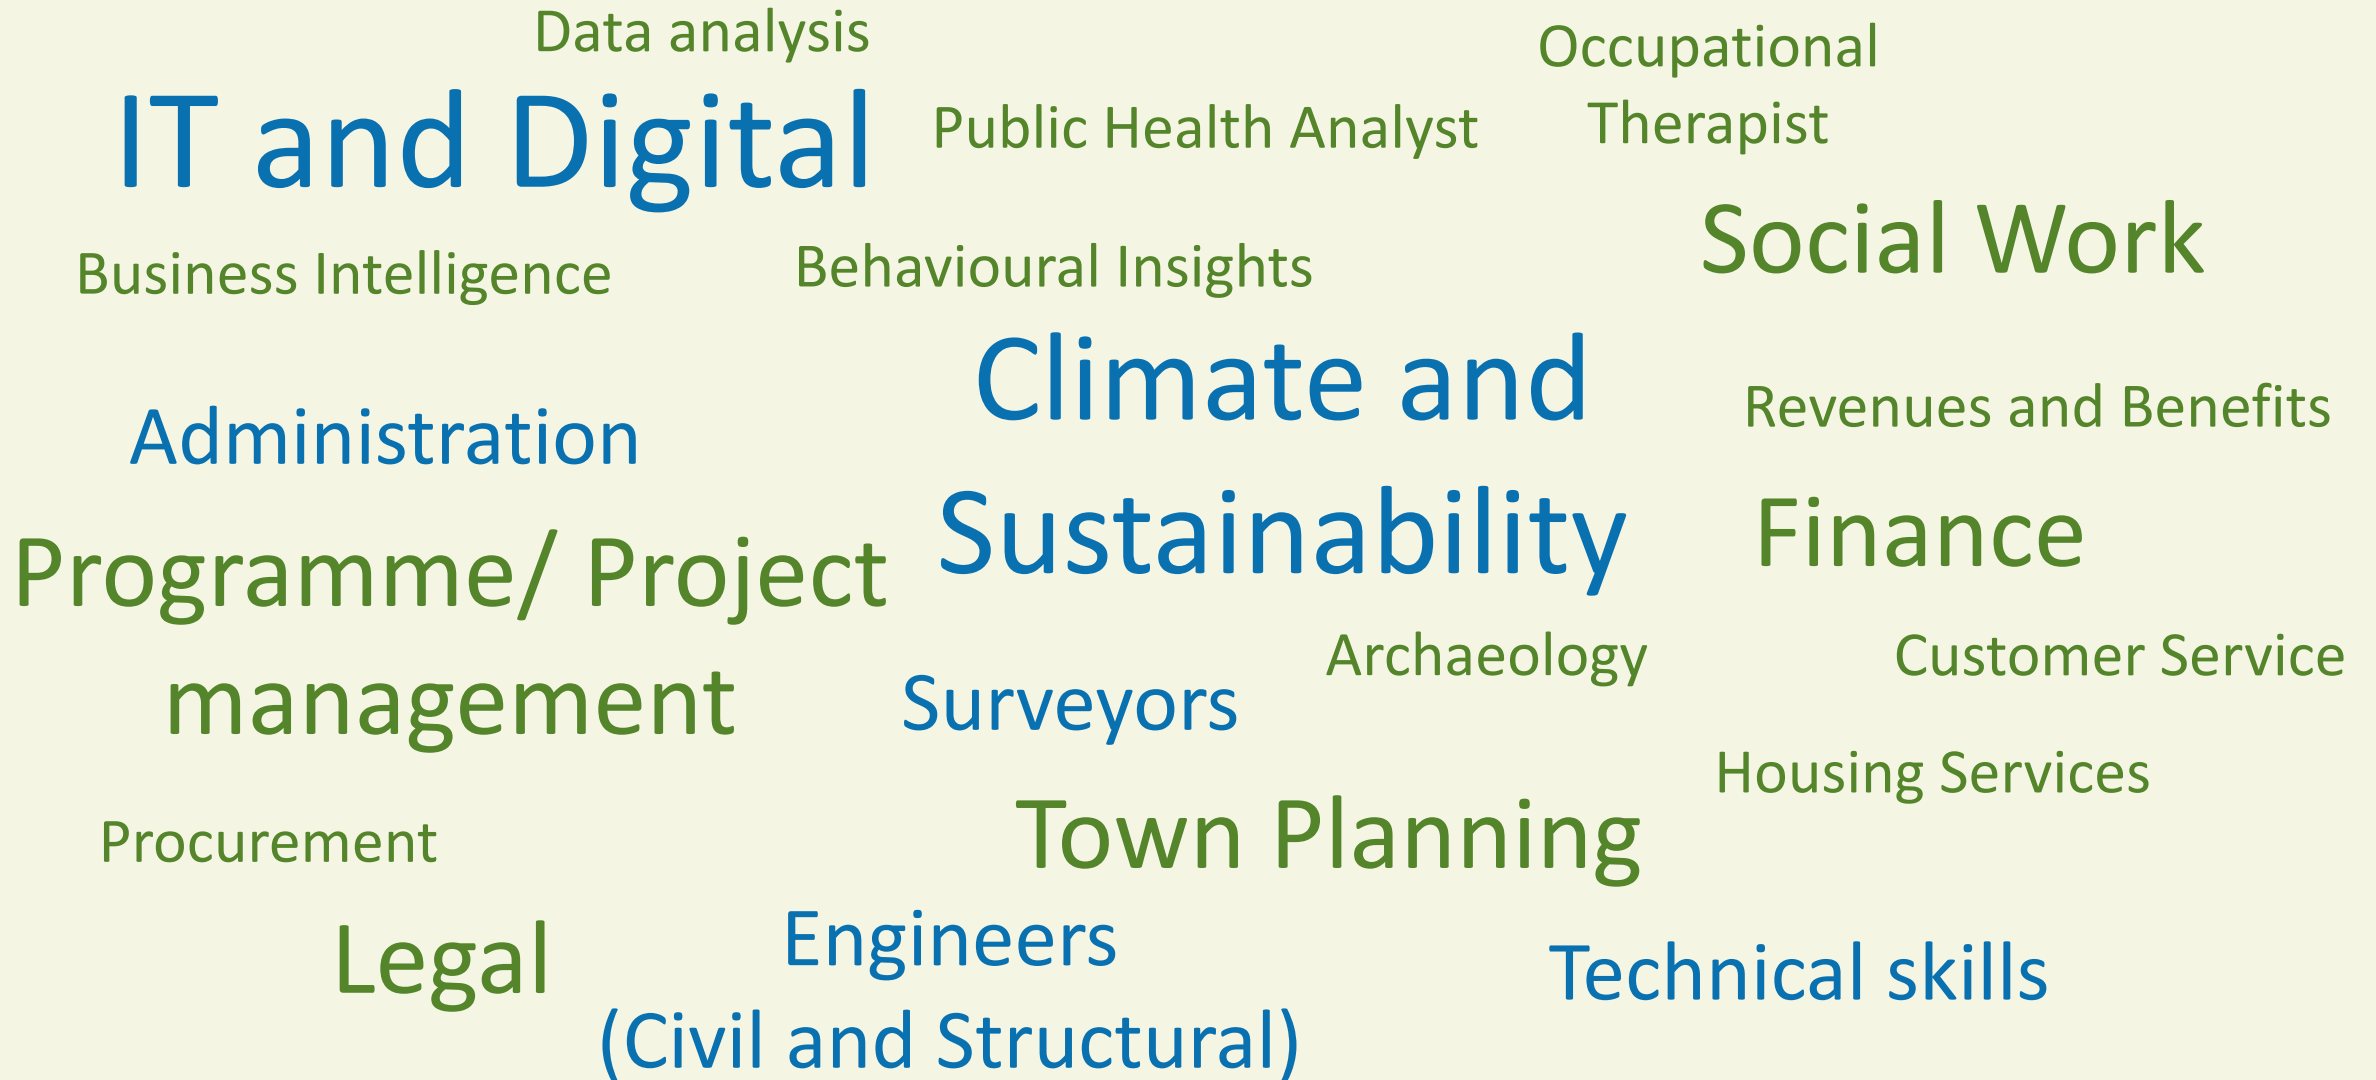 Data analysis
Occupational
Therapist
IT and Digital
Public Health Analyst
Social Work
Business Intelligence
Behavioural Insights
Climate and
Sustainability
Revenues and Benefits
Administration
Finance
Programme/ Project
management
Archaeology
Customer Service
Surveyors
Housing Services
Procurement
Town Planning
Legal
Engineers
(Civil and Structural)
Technical skills